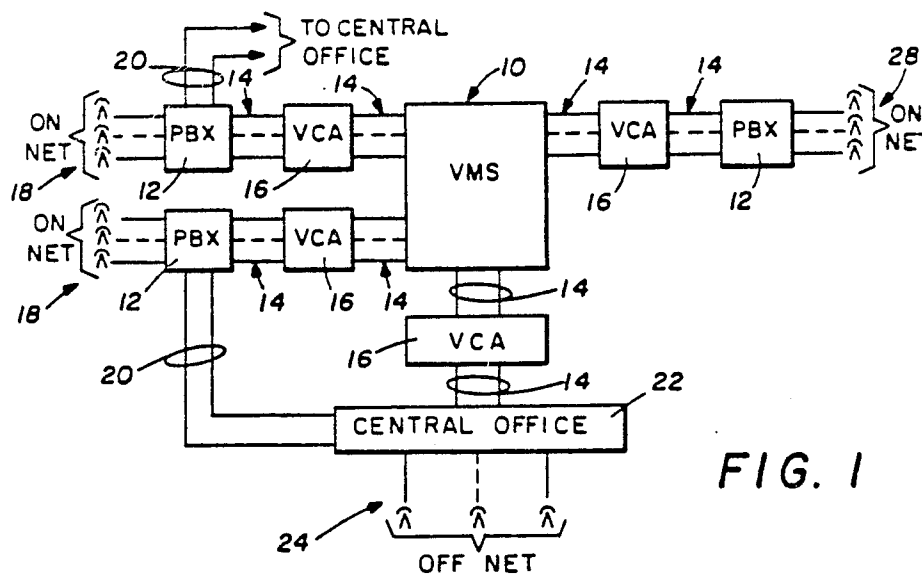 TO CENTRAL
OFFICE
20
14
14
10
14
14
28
ON
NET
PBX
VCA
VMS
VCA
PBX
ON
NET
18
12
16
16
12
ON
NET
PBX
VCA
18
12
14
16
14
14
20
16
VCA
14
22
CENTRAL OFFICE
FIG. 1
24
OFF NET